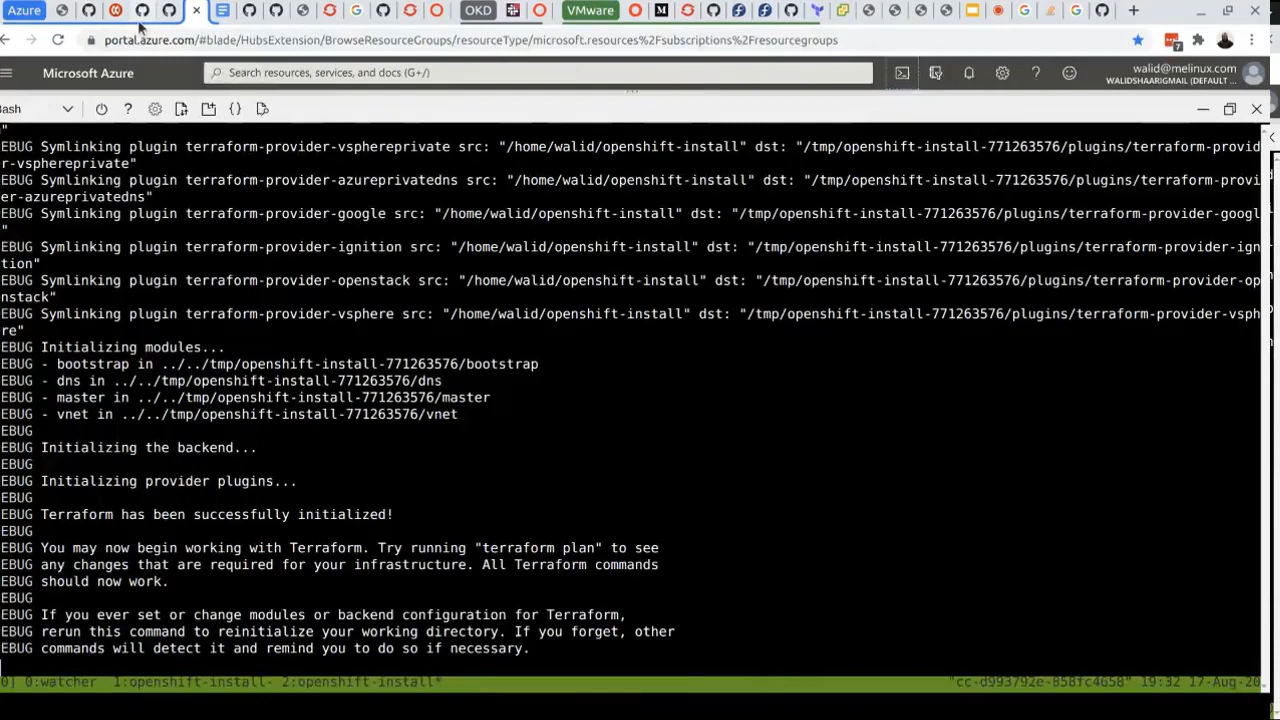 Azure
OKD
VMware
portal.azure.com/#blade/HubsExtension/BrowseResourceGroups/resourceType/microsoft.resources%2Fsubscriptions%2Fresourcegroups
7
Microsoft Azure
Search resources, services, and docs (G+/)
walid@melinux.com
WALIDSHAARIGMAIL (DEFAULT ...
ash
"
EBUG Symlinking plugin terraform-provider-vsphereprivate src: "/home/walid/openshift-install" dst: "/tmp/openshift-install-771263576/plugins/terraform-provid
r-vsphereprivate"
EBUG Symlinking plugin terraform-provider-azureprivatedns src: "/home/walid/openshift-install" dst: "/tmp/openshift-install-771263576/plugins/terraform-provi
er-azureprivatedns"
EBUG Symlinking plugin terraform-provider-google src: "/home/walid/openshift-install" dst: "/tmp/openshift-install-771263576/plugins/terraform-provider-googl
"
EBUG Symlinking plugin terraform-provider-ignition src: "/home/walid/openshift-install" dst: "/tmp/openshift-install-771263576/plugins/terraform-provider-ign
tion"
EBUG Symlinking plugin terraform-provider-openstack src: "/home/walid/openshift-install" dst: "/tmp/openshift-install-771263576/plugins/terraform-provider-op
nstack"
EBUG Symlinking plugin terraform-provider-vsphere src: "/home/walid/openshift-install" dst: "/tmp/openshift-install-771263576/plugins/terraform-provider-vsph
re"
EBUG Initializing modules...
EBUG - bootstrap in ../../tmp/openshift-install-771263576/bootstrap
EBUG - dns in ../../tmp/openshift-install-771263576/dns
EBUG - master in ../../tmp/openshift-install-771263576/master
EBUG - vnet in ../../tmp/openshift-install-771263576/vnet
EBUG
EBUG Initializing the backend...
EBUG
EBUG Initializing provider plugins...
EBUG
EBUG Terraform has been successfully initialized!
EBUG
EBUG You may now begin working with Terraform. Try running "terraform plan" to see
EBUG any changes that are required for your infrastructure. All Terraform commands
EBUG should now work.
EBUG
EBUG If you ever set or change modules or backend configuration for Terraform,
EBUG rerun this command to reinitialize your working directory. If you forget, other
EBUG commands will detect it and remind you to do so if necessary.
0| 0:watcher 1:openshift-install- 2:openshift-install* "cc-d993792e-858fc4658" 19:32 17-Aug-20